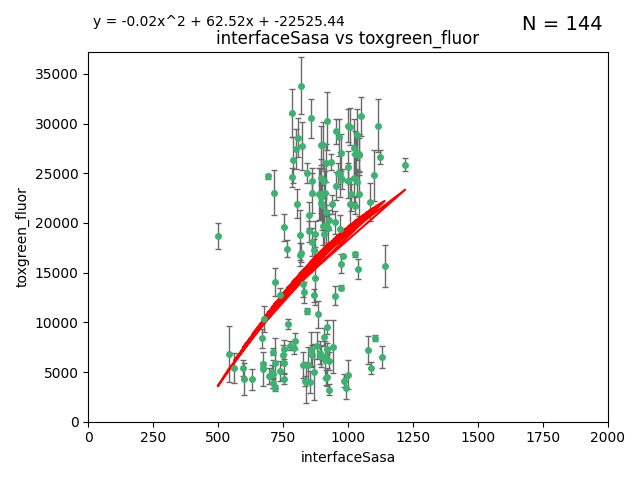 y = -0.02x^2 + 62.52x + -22525.44
N = 144
interfaceSasa vs toxgreen_fluor
35000
30000
25000
20000
15000
10000
5000
0
toxgreen_fluor
0 250 500 750 1000 1250 1500 1750 2000
interfaceSasa